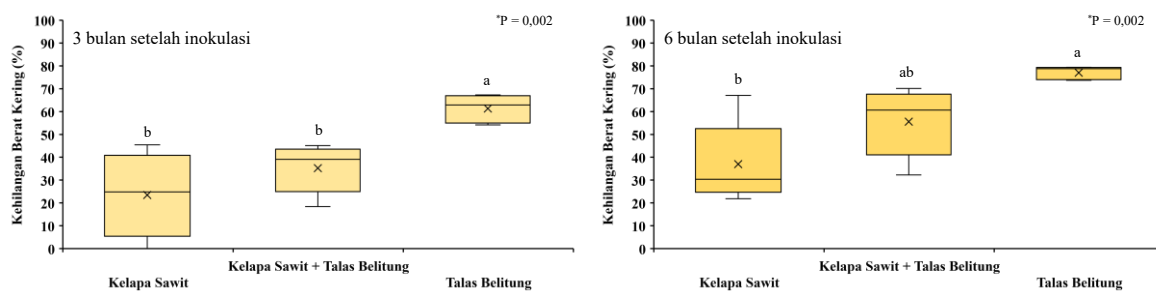 *P = 0,002
3 bulan setelah inokulasi
Kehilangan Berat Kering (%)
100
90
80
70
60
50
40
30
20
10
0
b
b
a
Kelapa Sawit
Kelapa Sawit + Talas Belitung
Talas Belitung
*P = 0,002
6 bulan setelah inokulasi
Kehilangan Berat Kering (%)
100
90
80
70
60
50
40
30
20
10
0
b
ab
a
Kelapa Sawit
Kelapa Sawit + Talas Belitung
Talas Belitung